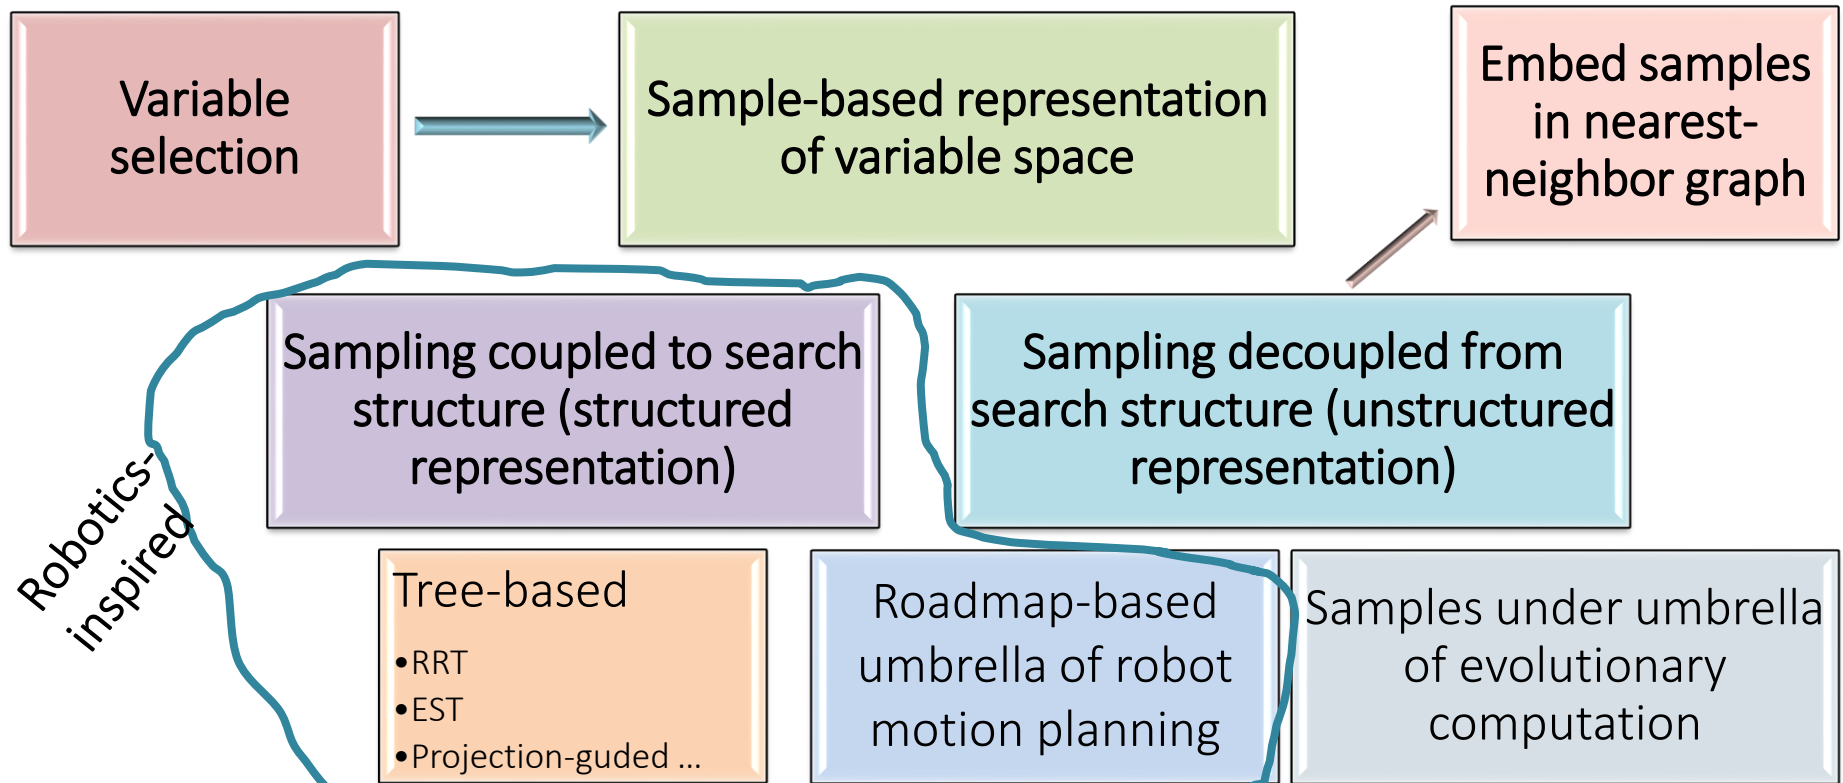 Variable
selection
Sample-based representation
of variable space
Embed samples
in nearest-
neighbor graph
Sampling coupled to search
structure (structured
representation)
Sampling decoupled from
search structure (unstructured
representation)
Robotics-
inspired
Tree-based
•RRT
•EST
•Projection-guded ...
Roadmap-based
umbrella of robot
motion planning
Samples under umbrella
of evolutionary
computation